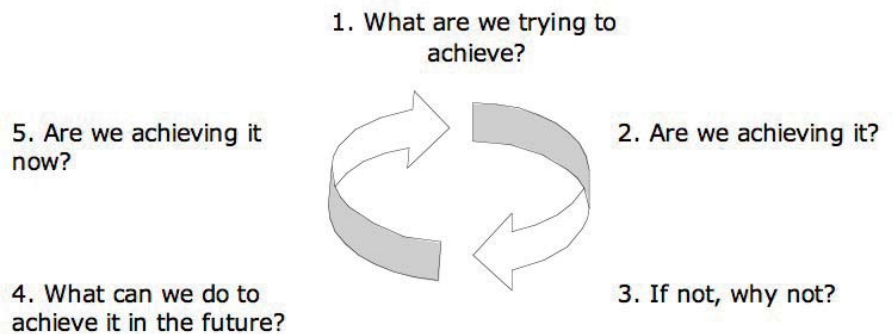 1. What are we trying to
achieve?
2. Are we achieving it?
3. If not, why not?
4. What can we do to
achieve it in the future?
5. Are we achieving it
now?